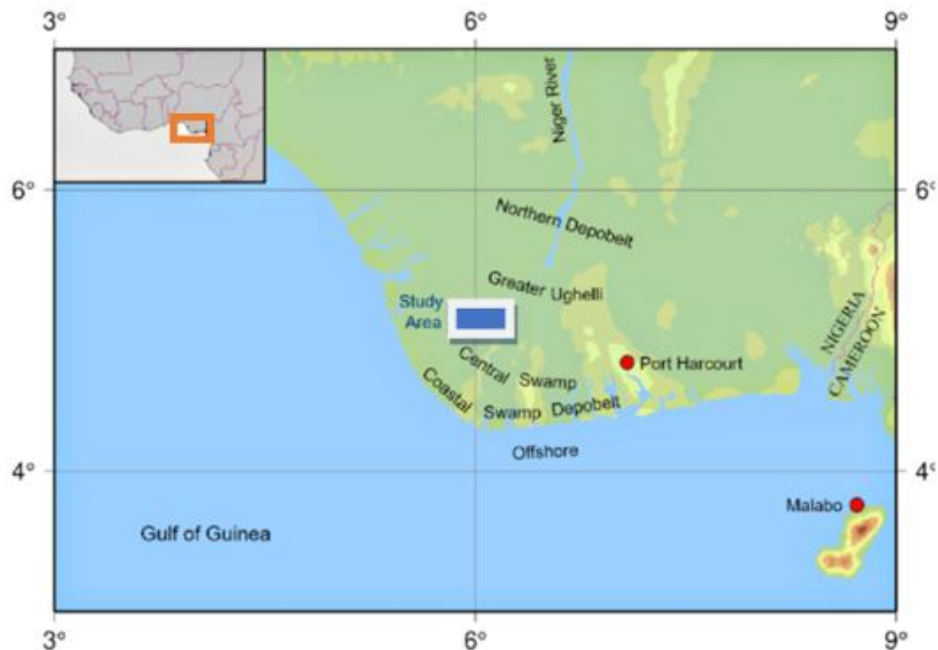 3°
6°
9°
Niger River
6°
6°
Northern Depobelt
Greater Ughelli
Study
Area
NIGERIA
CAMEROON
Central Swamp
Port Harcourt
Coastal Swamp Depobelt
Offshore
4°
4°
Malabo
Gulf of Guinea
3°
6°
9°